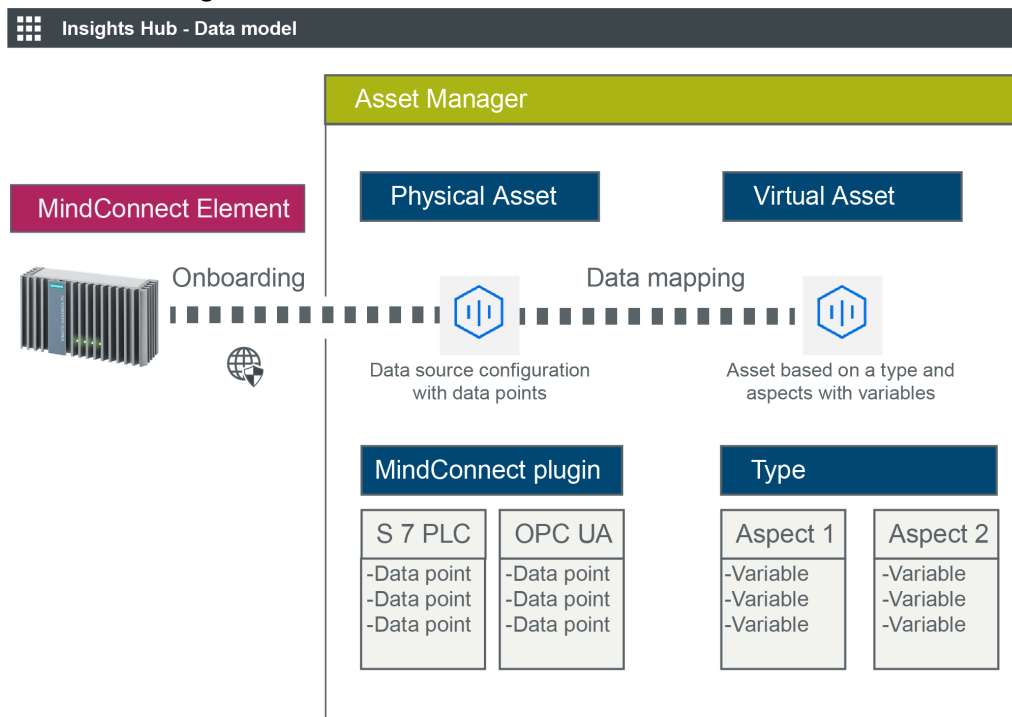 Insights Hub - Data model
Asset Manager
MindConnect Element
Physical Asset
Virtual Asset
Onboarding
Data mapping
Data source configuration
with data points
Asset based on a type and
aspects with variables
MindConnect plugin
Type
S 7 PLC
OPC UA
Aspect 1
Aspect 2
-Data point
-Data point
-Data point
-Data point
-Data point
-Data point
-Variable
-Variable
-Variable
-Variable
-Variable
-Variable